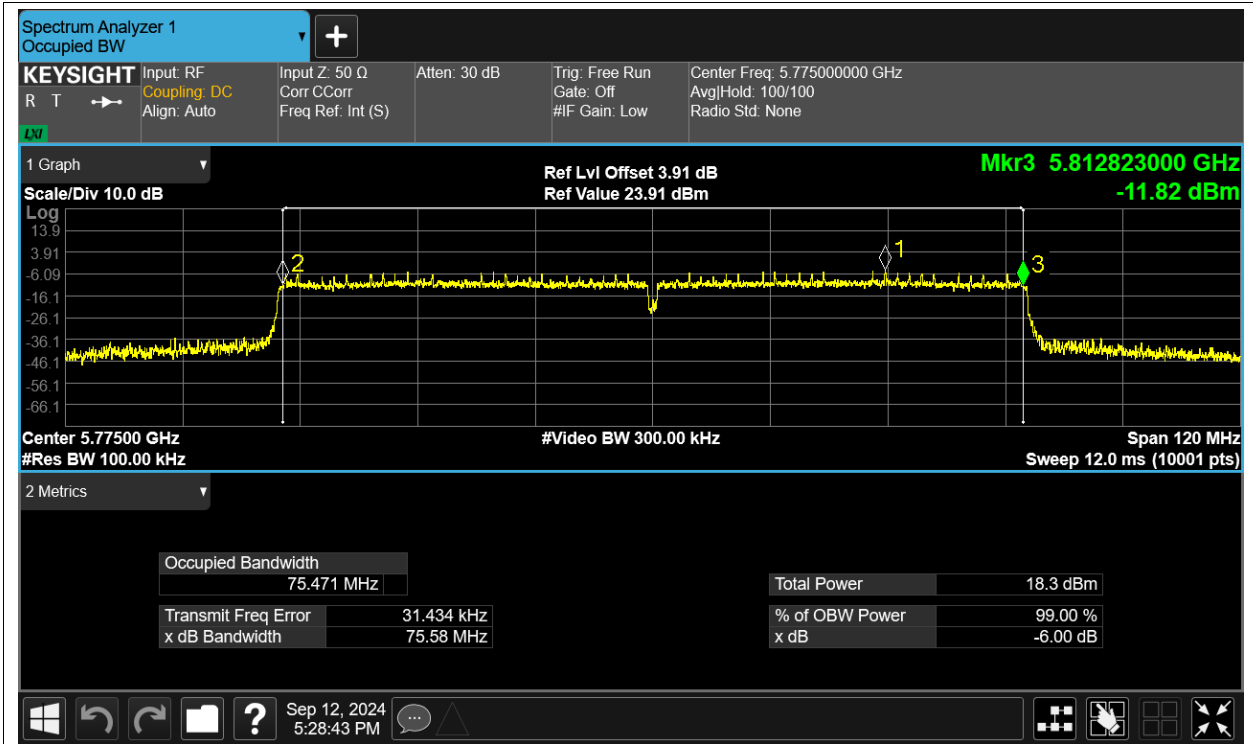 Spectrum Analyzer 1
Occupied BW
▼
+
KEYSIGHT
R T
LXI
Input: RF
Coupling: DC
Align: Auto
Input Z: 50 Ω
Corr CCorr
Freq Ref: Int (S)
Atten: 30 dB
Trig: Free Run
Gate: Off
#IF Gain: Low
Center Freq: 5.775000000 GHz
Avg|Hold: 100/100
Radio Std: None
1 Graph ▼
Scale/Div 10.0 dB
Ref Lvl Offset 3.91 dB
Ref Value 23.91 dBm
Mkr3 5.812823000 GHz
-11.82 dBm
Log
13.9
3.91
-6.09
-16.1
-26.1
-36.1
-46.1
-56.1
-66.1
2
1
3
Center 5.77500 GHz
#Res BW 100.00 kHz
#Video BW 300.00 kHz
Span 120 MHz
Sweep 12.0 ms (10001 pts)
2 Metrics ▼
Occupied Bandwidth
75.471 MHz
Transmit Freq Error 31.434 kHz
x dB Bandwidth 75.58 MHz
Total Power 18.3 dBm
% of OBW Power 99.00 %
x dB -6.00 dB
?
Sep 12, 2024
5:28:43 PM